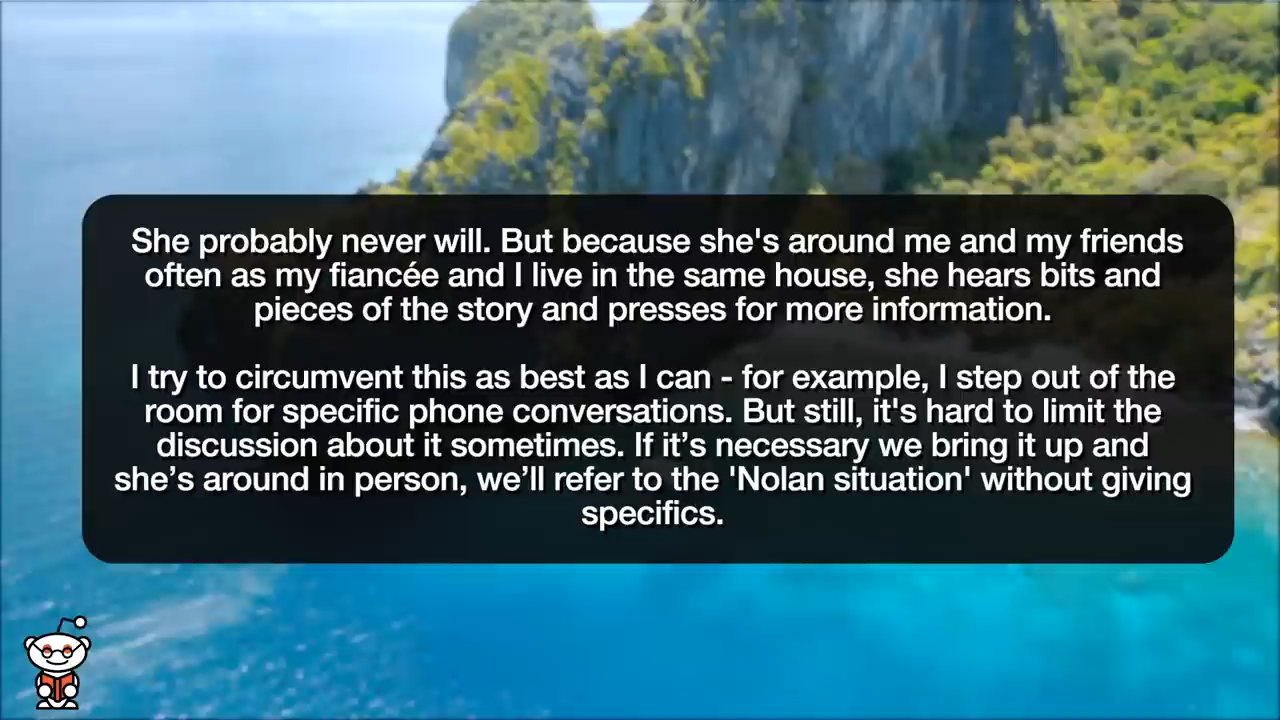 She probably never will. But because she's around me and my friends
often as my fiancée and I live in the same house, she hears bits and
pieces of the story and presses for more information.
I try to circumvent this as best as I can - for example, I step out of the
room for specific phone conversations. But still, it's hard to limit the
discussion about it sometimes. If it’s necessary we bring it up and
she’s around in person, we’ll refer to the 'Nolan situation' without giving
specifics.